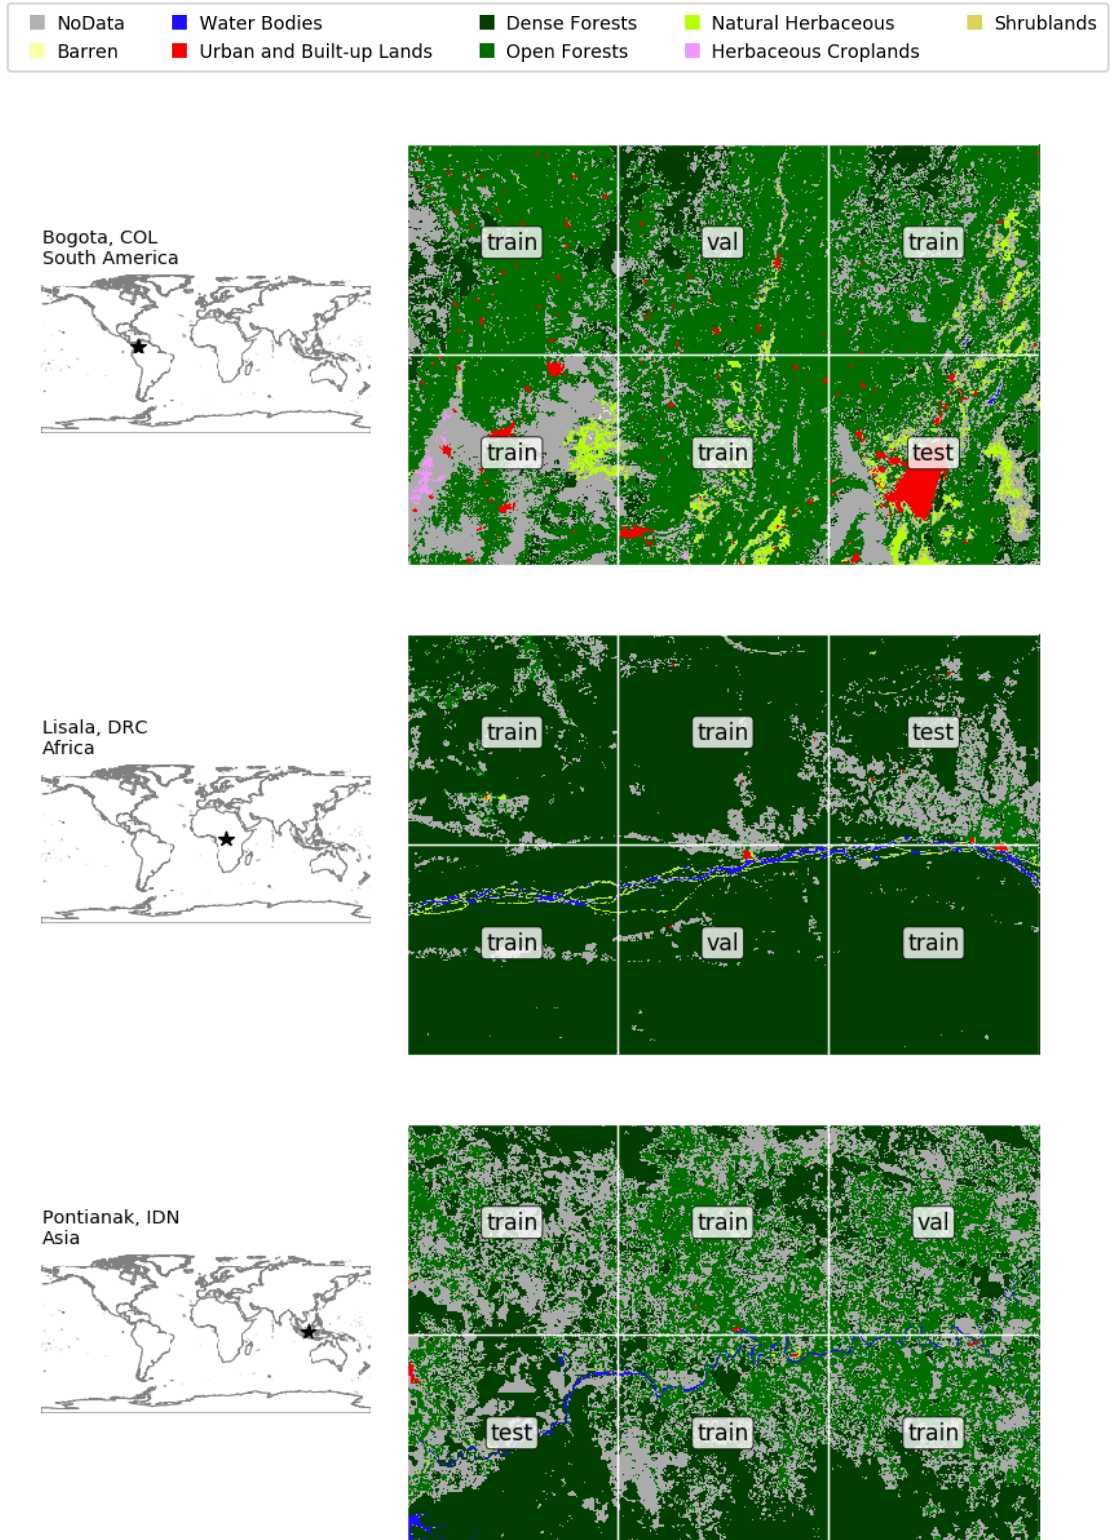 NoData Water Bodies Dense Forests Natural Herbaceous Shrublands
Barren Urban and Built-up Lands Open Forests Herbaceous Croplands
Bogota, COL
South America
train val train
train train test
Lisala, DRC
Africa
train train test
train val train
Pontianak, IDN
Asia
train train val
test train train